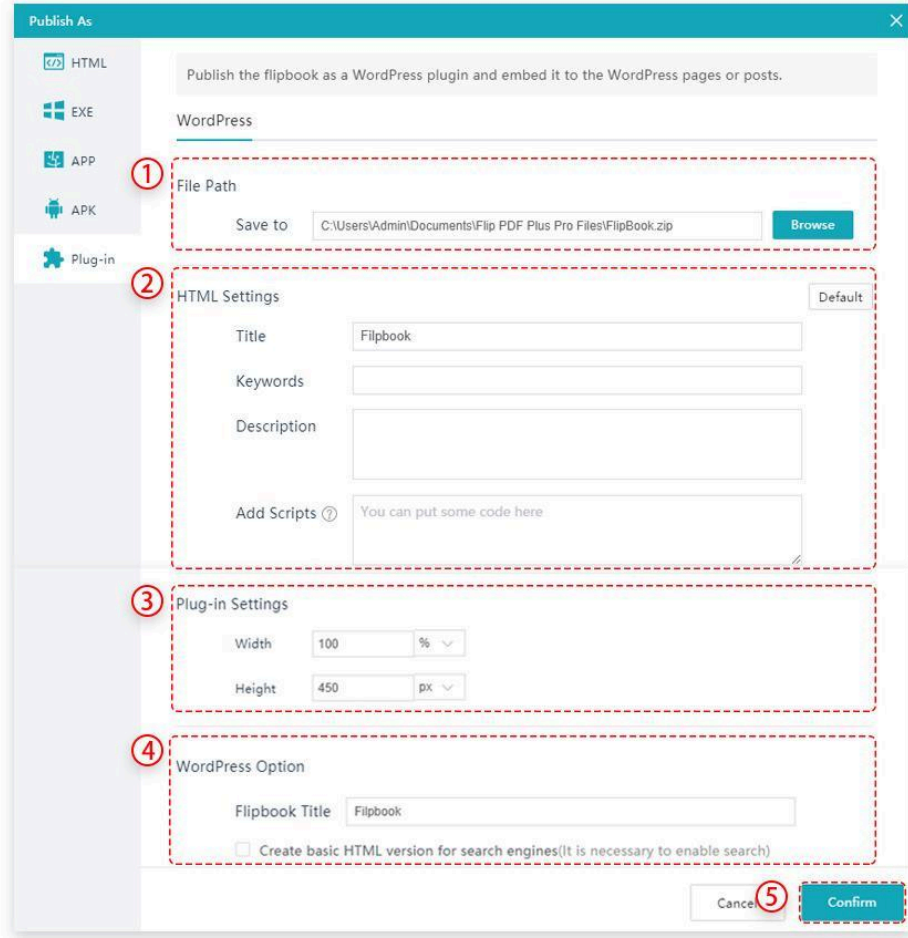 Publish As
HTML
EXE
APP
APK
Plug-in
Publish the flipbook as a WordPress plugin and embed it to the WordPress pages or posts.
WordPress
1
File Path
Save to C:\Users\Admin\Documents\Flip PDF Plus Pro Files\FlipBook.zip Browse
2
HTML Settings Default
Title Filpbook
Keywords
Description
Add Scripts ? You can put some code here
3
Plug-in Settings
Width 100 %
Height 450 px
4
WordPress Option
Flipbook Title Filpbook
Create basic HTML version for search engines(It is necessary to enable search)
Cancel 5 Confirm